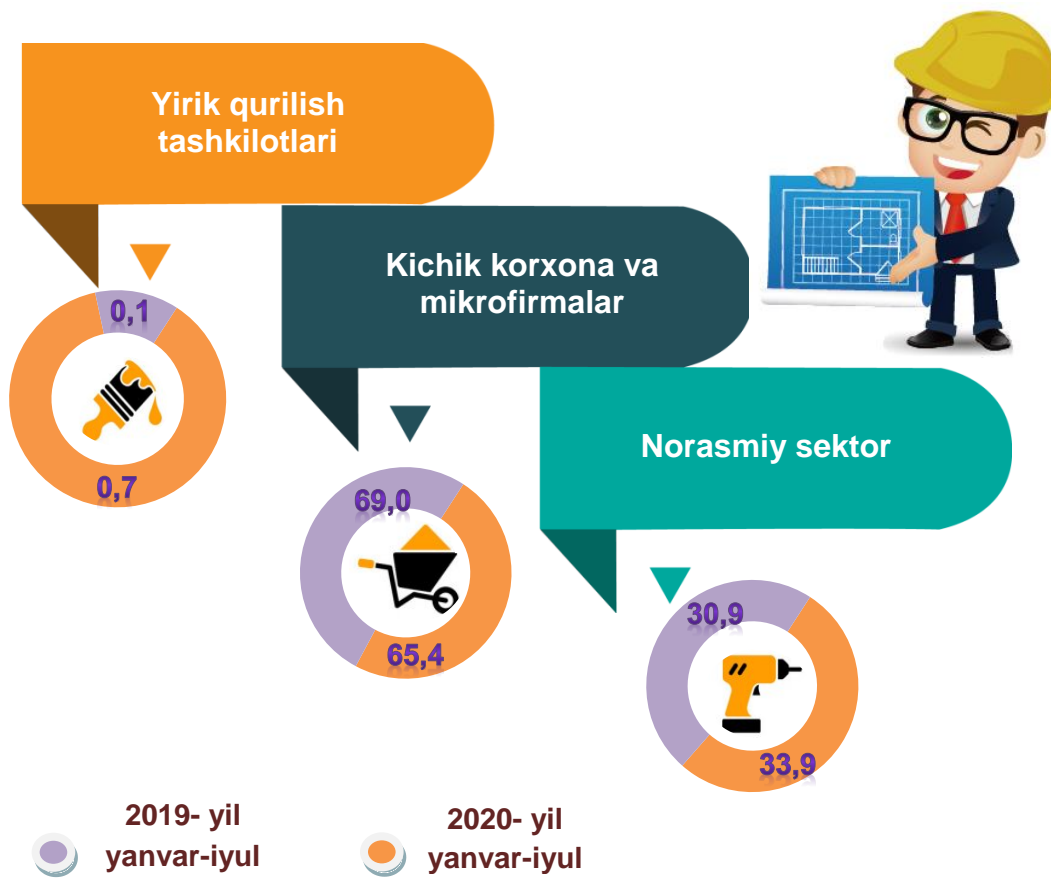 Yirik qurilish
tashkilotlari
Kichik korxona va
mikrofirmalar
Norasmiy sektor
0,1
0,7
69,0
65,4
30,9
33,9
2019- yil
yanvar-iyul
2020- yil
yanvar-iyul